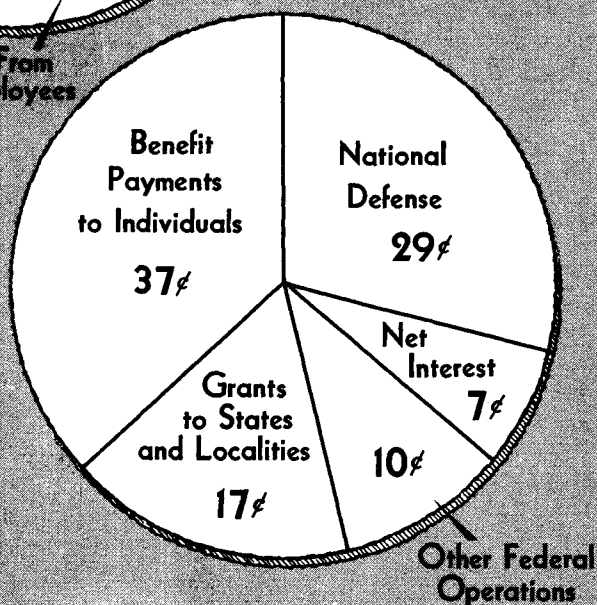 From
Benefit
Payments
to Individuals
37¢
National
Defense
29¢
Net
Interest
7¢
Grants
to States
and Localities
17¢
10¢
Other Federal
Operations